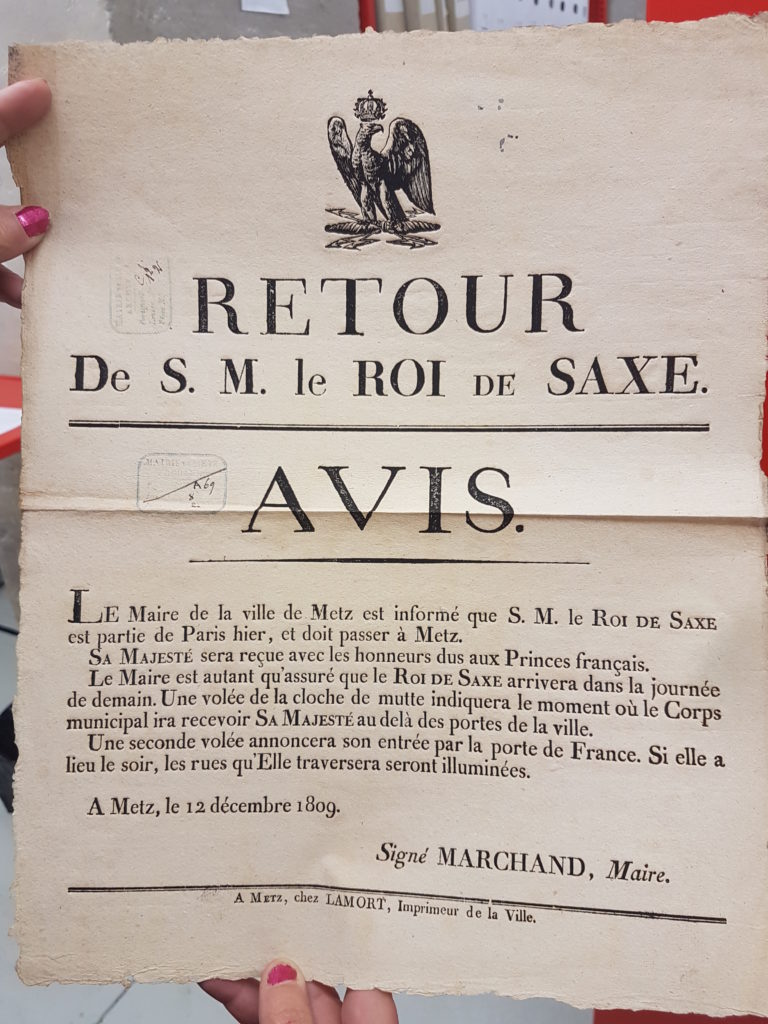 RETOUR
De S. M. le ROI DE SAXE.
AVIS.
LE Maire de la ville de Metz est informé que S. M. le ROI DE SAXE
est partie de Paris hier, et doit passer à Metz.
SA MAJESTÉ sera reçue avec les honneurs dus aux Princes français.
Le Maire est autant qu'assuré que le ROI DE SAXE arrivera dans la journée
de demain. Une volée de la cloche de mutte indiquera le moment où le Corps
municipal ira recevoir SA MAJESTÉ au delà des portes de la ville.
Une seconde volée annoncera son entrée par la porte de France. Si elle a
lieu le soir, les rues qu'Elle traversera seront illuminées.
A Metz, le 12 décembre 1809.
Signé MARCHAND, Maire.
A METZ, chez LAMORT, Imprimeur de la Ville.